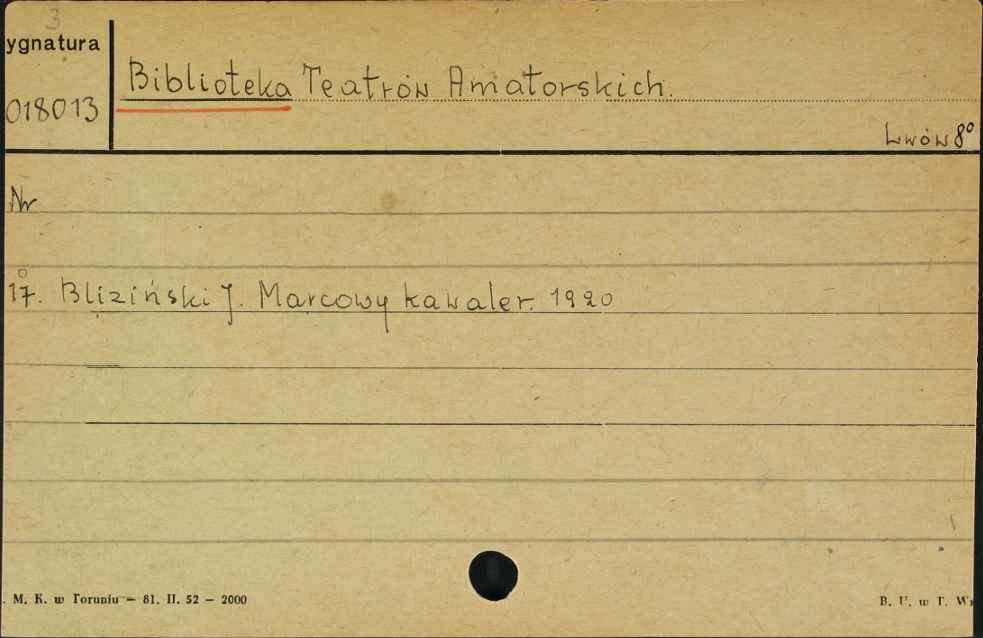 3
ygnatura
Biblioteka Teatrów Amatorskich.
018013
Lwów 8°
Nr
17. Bliziński J. Marcowy kawaler. 1920
. M. K. w Toruniu — 81. II. 52 — 2000
B. U. w T. W